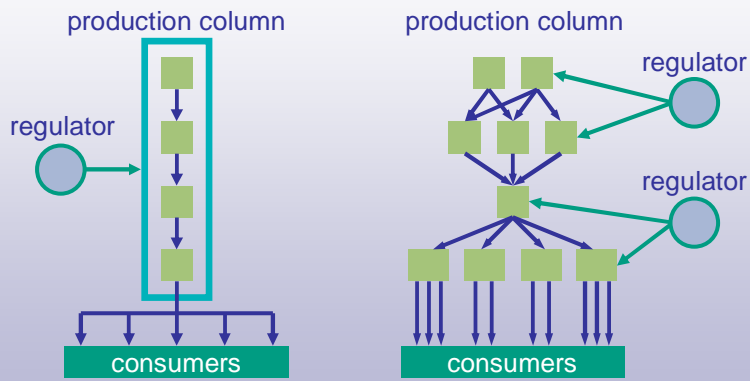 production column
production column
regulator
regulator
regulator
consumers
consumers